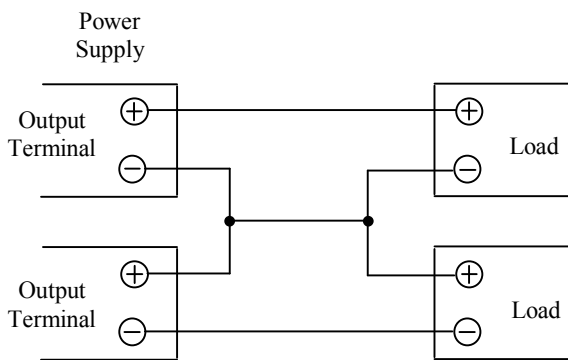 Power
Supply
Output
Terminal
+
−
Load
+
−
Output
Terminal
+
−
Load
+
−